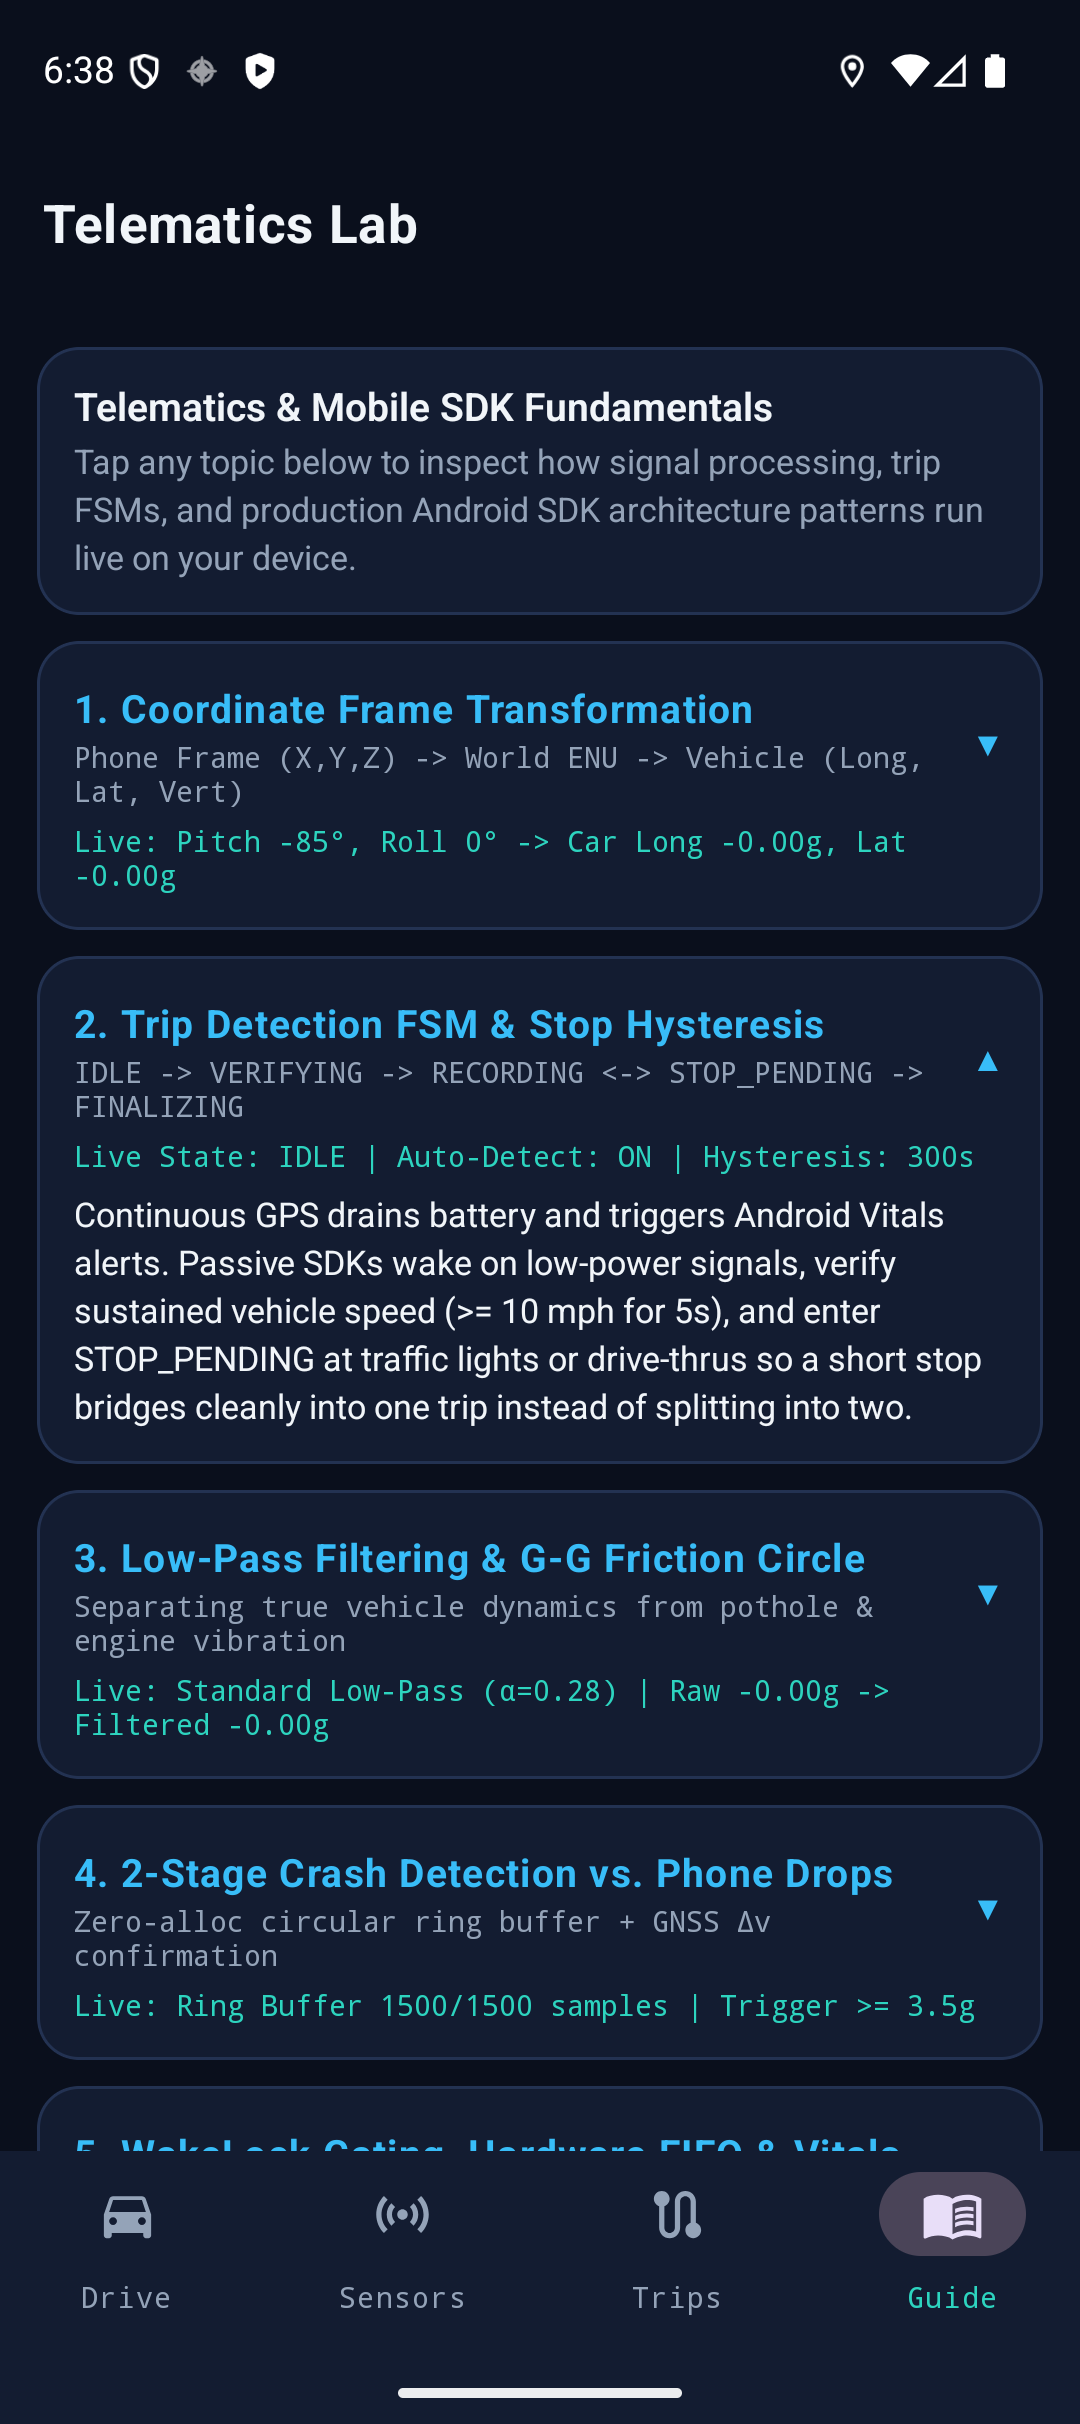 6:38
Telematics Lab
Telematics & Mobile SDK Fundamentals
Tap any topic below to inspect how signal processing, trip
FSMs, and production Android SDK architecture patterns run
live on your device.
1. Coordinate Frame Transformation
Phone Frame (X,Y,Z) -> World ENU -> Vehicle (Long,
Lat, Vert)
▼
Live: Pitch -85°, Roll 0° -> Car Long -0.00g, Lat
-0.00g
2. Trip Detection FSM & Stop Hysteresis
IDLE -> VERIFYING -> RECORDING <-> STOP_PENDING ->
FINALIZING
▲
Live State: IDLE | Auto-Detect: ON | Hysteresis: 300s
Continuous GPS drains battery and triggers Android Vitals
alerts. Passive SDKs wake on low-power signals, verify
sustained vehicle speed (>= 10 mph for 5s), and enter
STOP_PENDING at traffic lights or drive-thrus so a short stop
bridges cleanly into one trip instead of splitting into two.
3. Low-Pass Filtering & G-G Friction Circle
Separating true vehicle dynamics from pothole &
engine vibration
▼
Live: Standard Low-Pass (α=0.28) | Raw -0.00g ->
Filtered -0.00g
4. 2-Stage Crash Detection vs. Phone Drops
Zero-alloc circular ring buffer + GNSS Δv
confirmation
▼
Live: Ring Buffer 1500/1500 samples | Trigger >= 3.5g
5. WakeLock Gating, Hardware FIFO & Vitals
Drive
Sensors
Trips
Guide